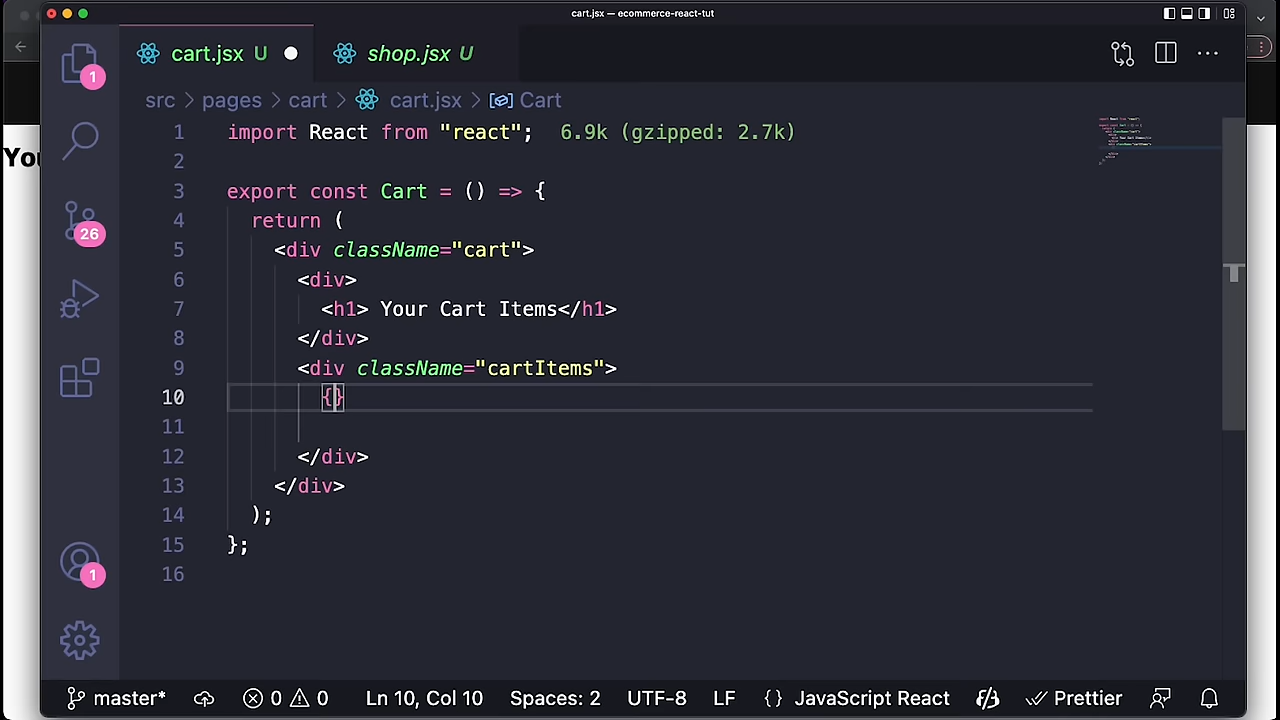 cart.jsx — ecommerce-react-tut
cart.jsx U
shop.jsx U
1
src > pages > cart > cart.jsx > Cart
You
1 import React from "react"; 6.9k (gzipped: 2.7k)
2
3 export const Cart = () => {
4 return (
5 <div className="cart">
6 <div>
7 <h1> Your Cart Items</h1>
8 </div>
9 <div className="cartItems">
10 {}
11
12 </div>
13 </div>
14 );
15 };
16
26
1
master* 0 0 Ln 10, Col 10 Spaces: 2 UTF-8 LF {} JavaScript React Prettier